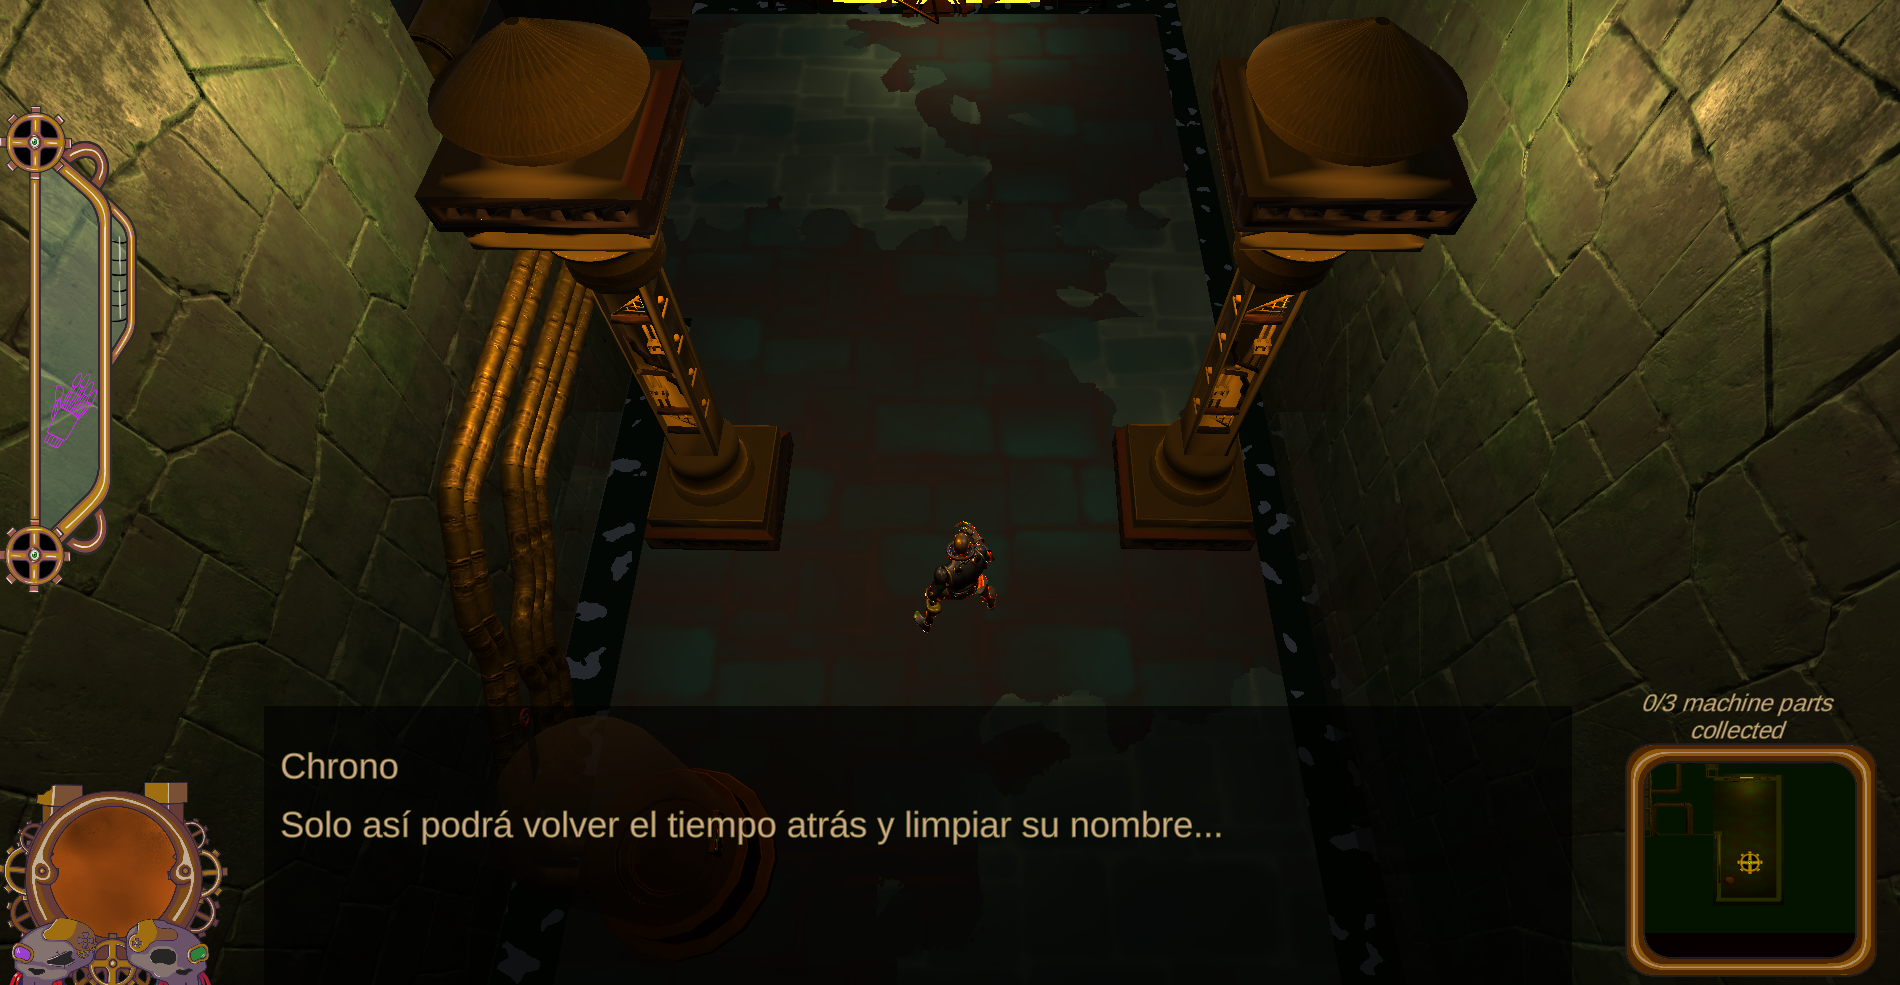 0/3 machine parts
collected
Chrono
Solo así podrá volver el tiempo atrás y limpiar su nombre...